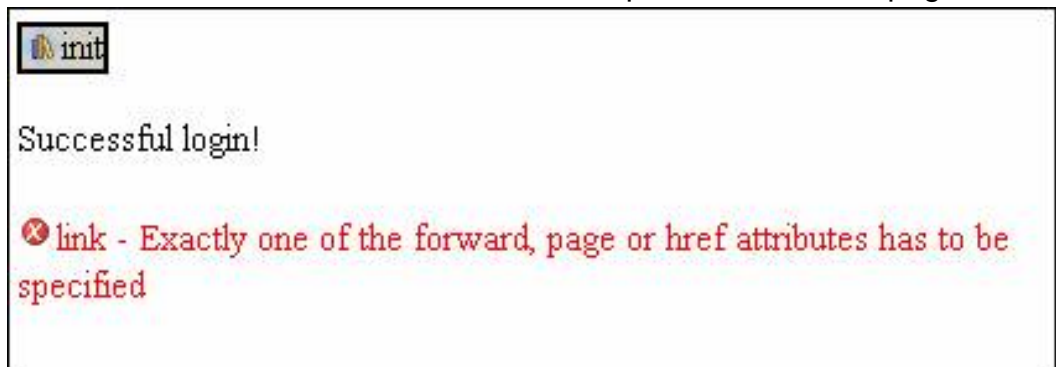 init
Successful login!
link - Exactly one of the forward, page or href attributes has to be
specified